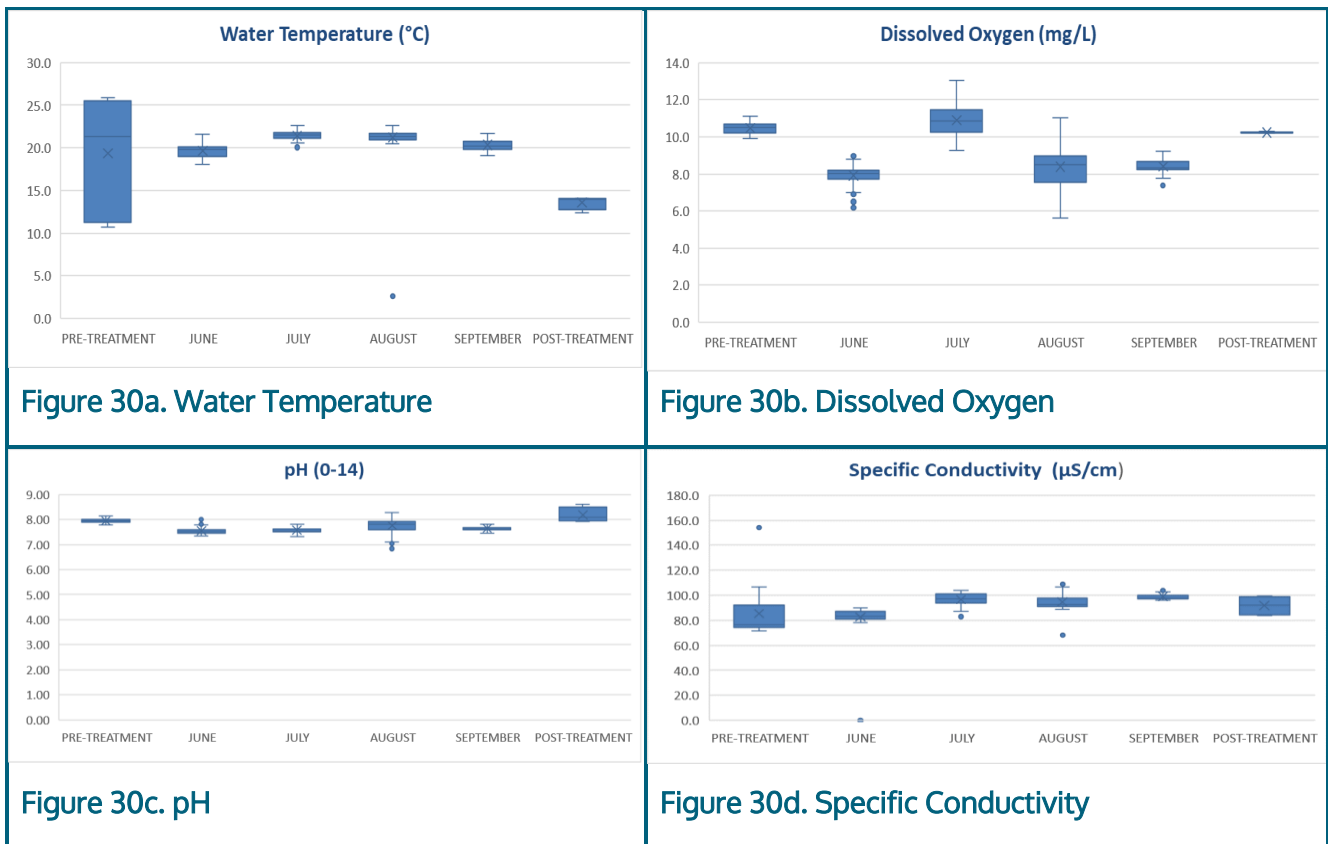 Water Temperature (°C)
30.0
25.0
20.0
15.0
10.0
5.0
0.0
PRE-TREATMENT JUNE JULY AUGUST SEPTEMBER POST-TREATMENT
Figure 30a. Water Temperature
Dissolved Oxygen (mg/L)
14.0
12.0
10.0
8.0
6.0
4.0
2.0
0.0
PRE-TREATMENT JUNE JULY AUGUST SEPTEMBER POST-TREATMENT
Figure 30b. Dissolved Oxygen
pH (0-14)
9.00
8.00
7.00
6.00
5.00
4.00
3.00
2.00
1.00
0.00
PRE-TREATMENT JUNE JULY AUGUST SEPTEMBER POST-TREATMENT
Figure 30c. pH
Specific Conductivity (µS/cm)
180.0
160.0
140.0
120.0
100.0
80.0
60.0
40.0
20.0
0.0
PRE-TREATMENT JUNE JULY AUGUST SEPTEMBER POST-TREATMENT
Figure 30d. Specific Conductivity